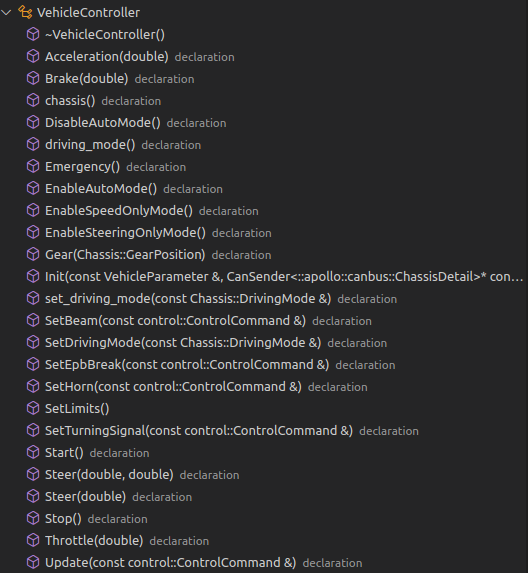 VehicleController
~VehicleController()
Acceleration(double) declaration
Brake(double) declaration
chassis() declaration
DisableAutoMode() declaration
driving_mode() declaration
Emergency() declaration
EnableAutoMode() declaration
EnableSpeedOnlyMode() declaration
EnableSteeringOnlyMode() declaration
Gear(Chassis::GearPosition) declaration
Init(const VehicleParameter &, CanSender<::apollo::canbus::ChassisDetail>* con...
set_driving_mode(const Chassis::DrivingMode &) declaration
SetBeam(const control::ControlCommand &) declaration
SetDrivingMode(const Chassis::DrivingMode &) declaration
SetEpbBreak(const control::ControlCommand &) declaration
SetHorn(const control::ControlCommand &) declaration
SetLimits()
SetTurningSignal(const control::ControlCommand &) declaration
Start() declaration
Steer(double, double) declaration
Steer(double) declaration
Stop() declaration
Throttle(double) declaration
Update(const control::ControlCommand &) declaration